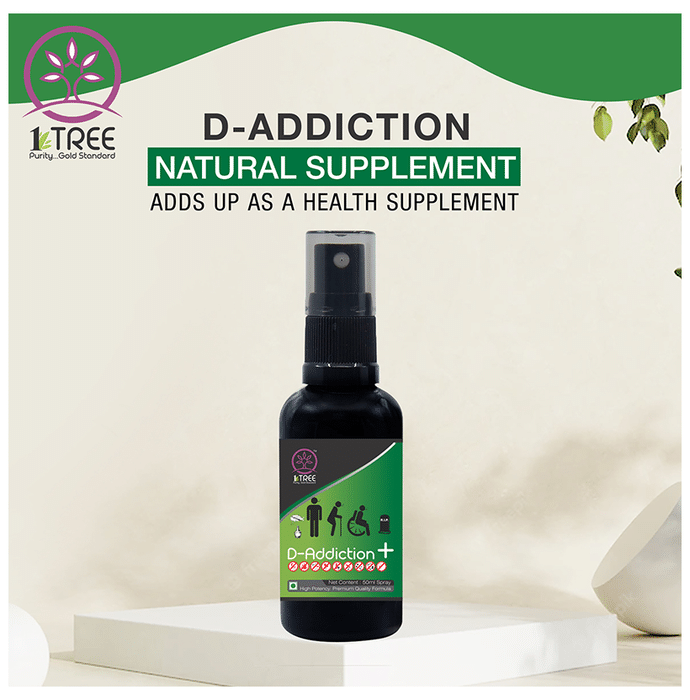 1 TREE
Purity...Gold Standard
D-ADDICTION
NATURAL SUPPLEMENT
ADDS UP AS A HEALTH SUPPLEMENT
1 TREE
R.I.P
D-Addiction +
Net Content : 50ml Spray
High Potency, Premium Quality Formula